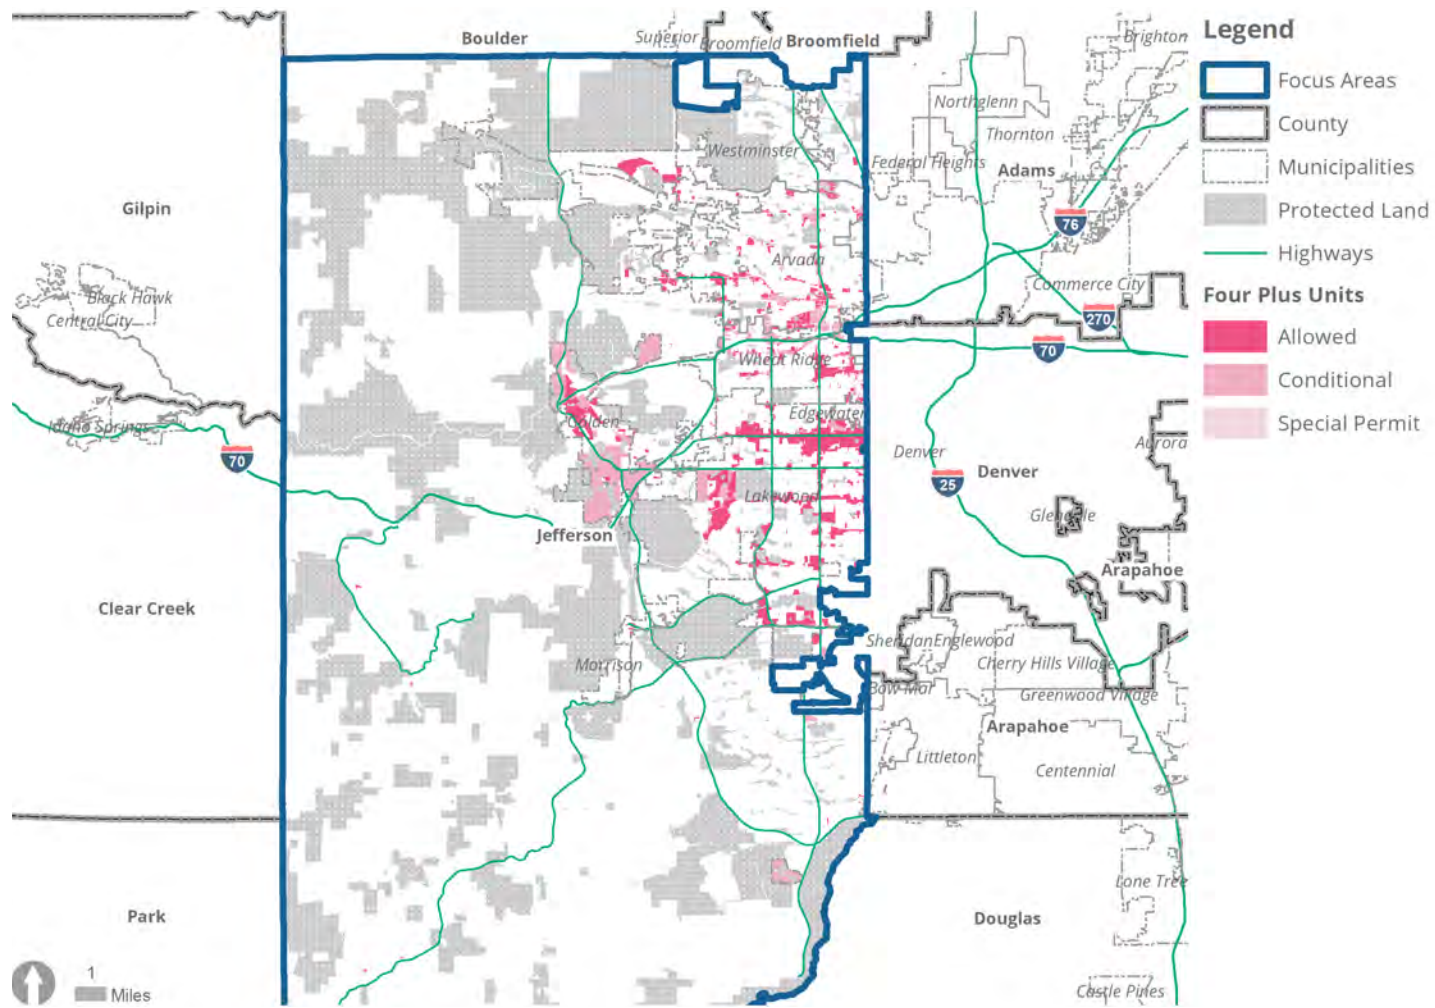 Boulder
Superior
Broomfield
Broomfield
Brighton
Northglenn
Thornton
Westminster
Federal Heights
Adams
Gilpin
76
Arvada
Commerce City
Black Hawk
Central City
270
70
Wheat Ridge
Edgewater
Golden
Idaho Springs
70
Denver
Aurora
Denver
25
Lakewood
Glendale
Jefferson
Arapahoe
Clear Creek
Sheridan
Englewood
Cherry Hills Village
Morrison
Bow Mar
Greenwood Village
Arapahoe
Littleton
Centennial
Lone Tree
Park
Douglas
Castle Pines
1
Miles
Legend
Focus Areas
County
Municipalities
Protected Land
Highways
Four Plus Units
Allowed
Conditional
Special Permit